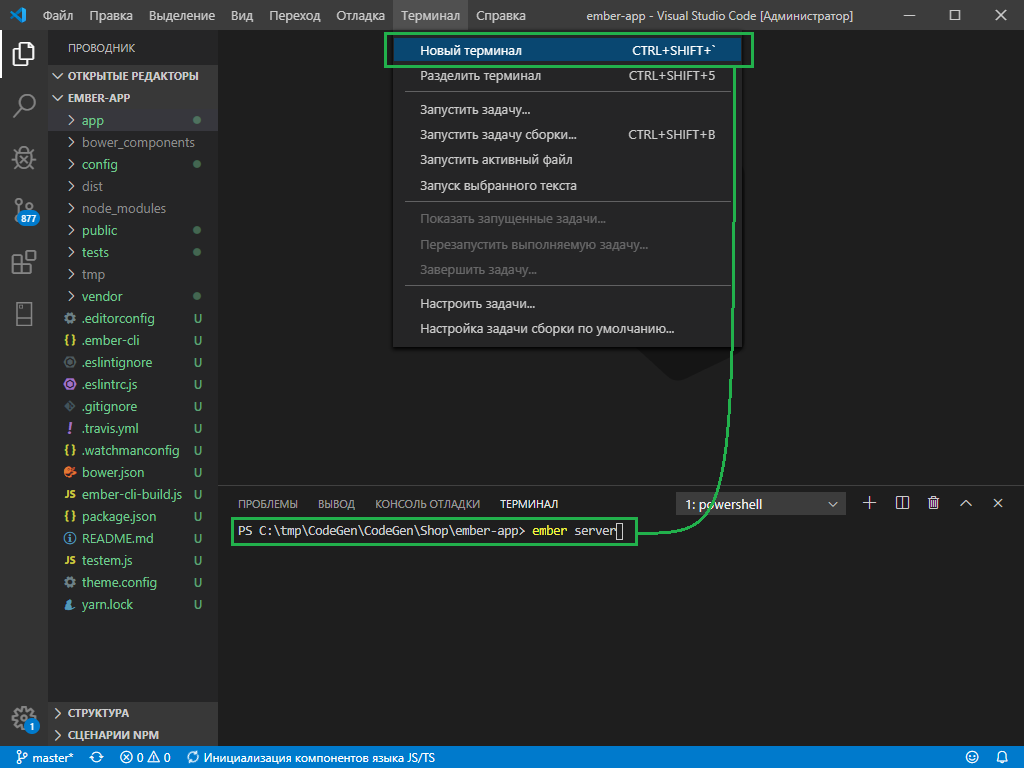 Файл Правка Выделение Вид Переход Отладка Терминал Справка ember-app - Visual Studio Code [Администратор]
ПРОВОДНИК
ОТКРЫТЫЕ РЕДАКТОРЫ
EMBER-APP
app
bower_components
config
dist
node_modules
877
public
tests
tmp
vendor
.editorconfig U
{} .ember-cli U
.eslintignore U
.eslintrc.js U
.gitignore U
! .travis.yml U
{} .watchmanconfig U
bower.json U
JS ember-cli-build.js U
{} package.json U
README.md U
JS testem.js U
theme.config U
yarn.lock U
СТРУКТУРА
СЦЕНАРИИ NPM
1
Новый терминал CTRL+SHIFT+`
Разделить терминал CTRL+SHIFT+5
Запустить задачу...
Запустить задачу сборки... CTRL+SHIFT+B
Запустить активный файл
Запуск выбранного текста
Показать запущенные задачи...
Перезапустить выполняемую задачу...
Завершить задачу...
Настроить задачи...
Настройка задачи сборки по умолчанию...
ПРОБЛЕМЫ ВЫВОД КОНСОЛЬ ОТЛАДКИ ТЕРМИНАЛ 1: powershell
PS C:\tmp\CodeGen\CodeGen\Shop\ember-app> ember server
master* 0 0 Инициализация компонентов языка JS/TS